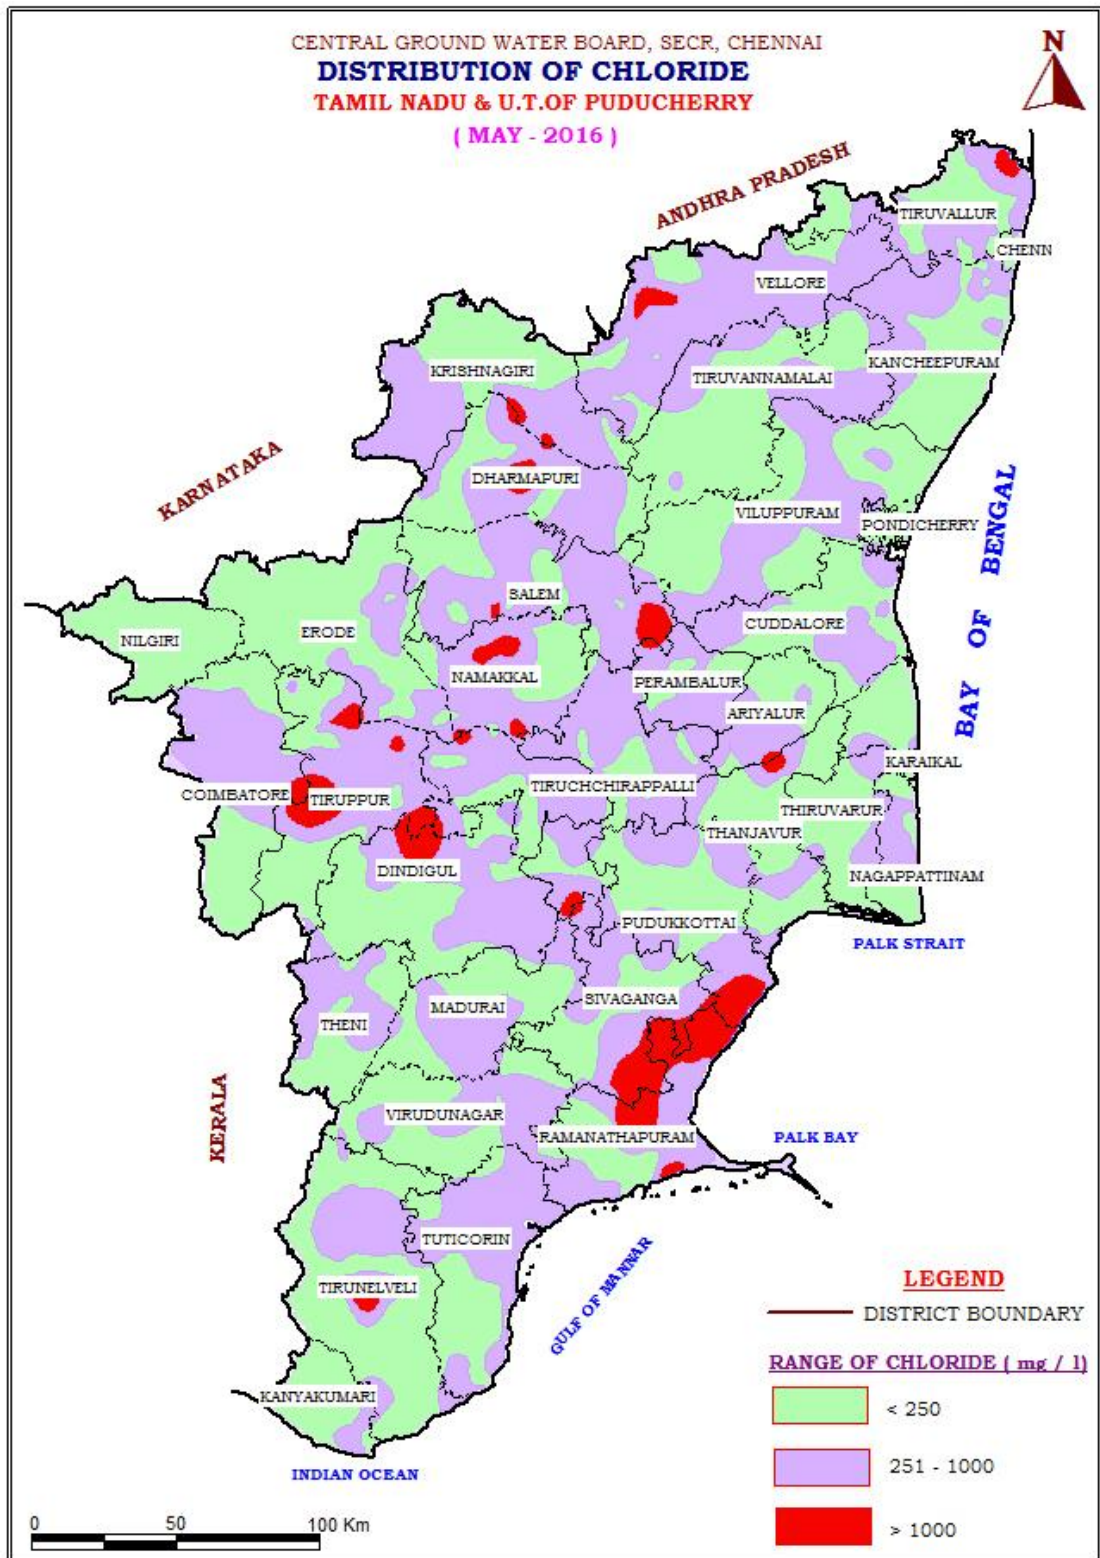 CENTRAL GROUND WATER BOARD, SECR, CHENNAI
DISTRIBUTION OF CHLORIDE
TAMIL NADU & U.T.OF PUDUCHERRY
( MAY - 2016 )
N
ANDHRA PRADESH
TIRUVALLUR
CHENN
VELLORE
KANCHEEPURAM
KRISHNAGIRI
TIRUVANNAMALAI
KARNATAKA
DHARMAPURI
VILUPPURAM
PONDICHERRY
BAY OF BENGAL
SALEM
CUDDALORE
NILGIRI
ERODE
NAMAKKAL
PERAMBALUR
ARIYALUR
KARAIKAL
COIMBATORE
TIRUPPUR
TIRUCHCHIRAPPALLI
THIRUVARUR
THANJAVUR
DINDIGUL
NAGAPPATTINAM
PUDUKKOTTAI
PALK STRAIT
SIVAGANGA
MADURAI
THENI
KERALA
VIRUDUNAGAR
RAMANATHAPURAM
PALK BAY
TUTICORIN
TIRUNELVELI
GULF OF MANNAR
KANYAKUMARI
INDIAN OCEAN
LEGEND
DISTRICT BOUNDARY
RANGE OF CHLORIDE ( mg / l)
< 250
251 - 1000
> 1000
0 50 100 Km